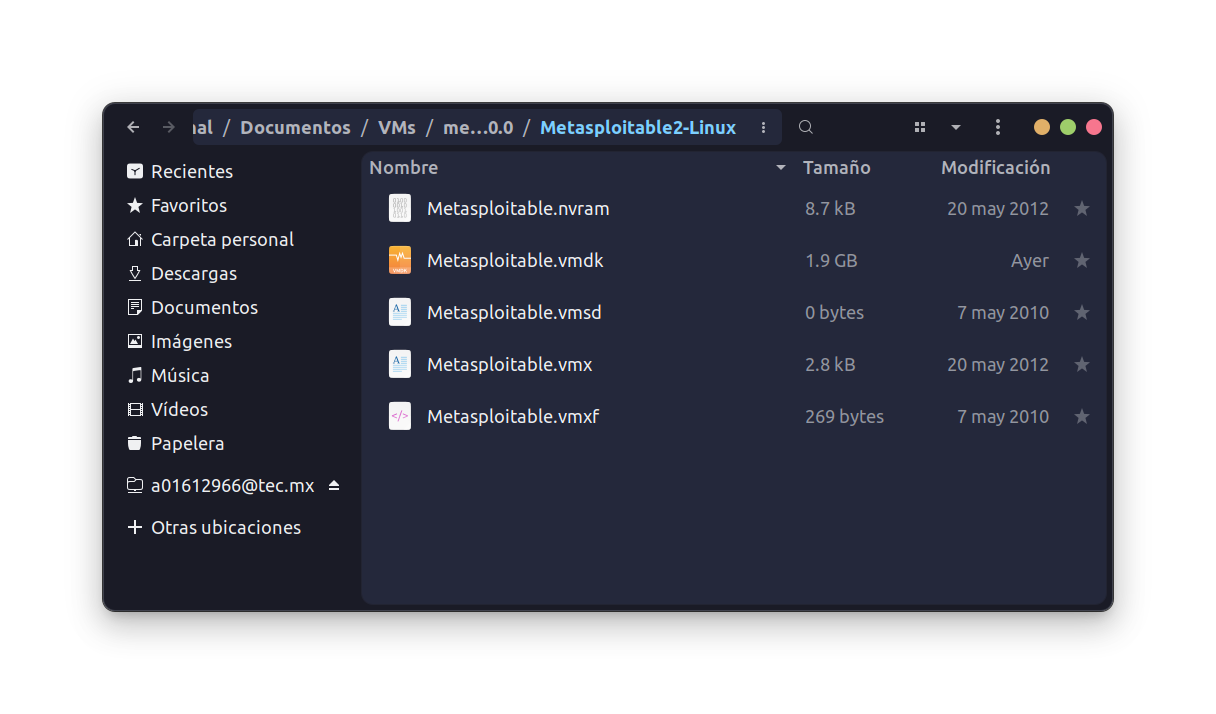 nal / Documentos / VMs / me...0.0 / Metasploitable2-Linux
Recientes
Favoritos
Carpeta personal
Descargas
Documentos
Imágenes
Música
Vídeos
Papelera
a01612966@tec.mx
Otras ubicaciones
Nombre Tamaño Modificación
Metasploitable.nvram 8.7 kB 20 may 2012
Metasploitable.vmdk 1.9 GB Ayer
Metasploitable.vmsd 0 bytes 7 may 2010
Metasploitable.vmx 2.8 kB 20 may 2012
Metasploitable.vmxf 269 bytes 7 may 2010